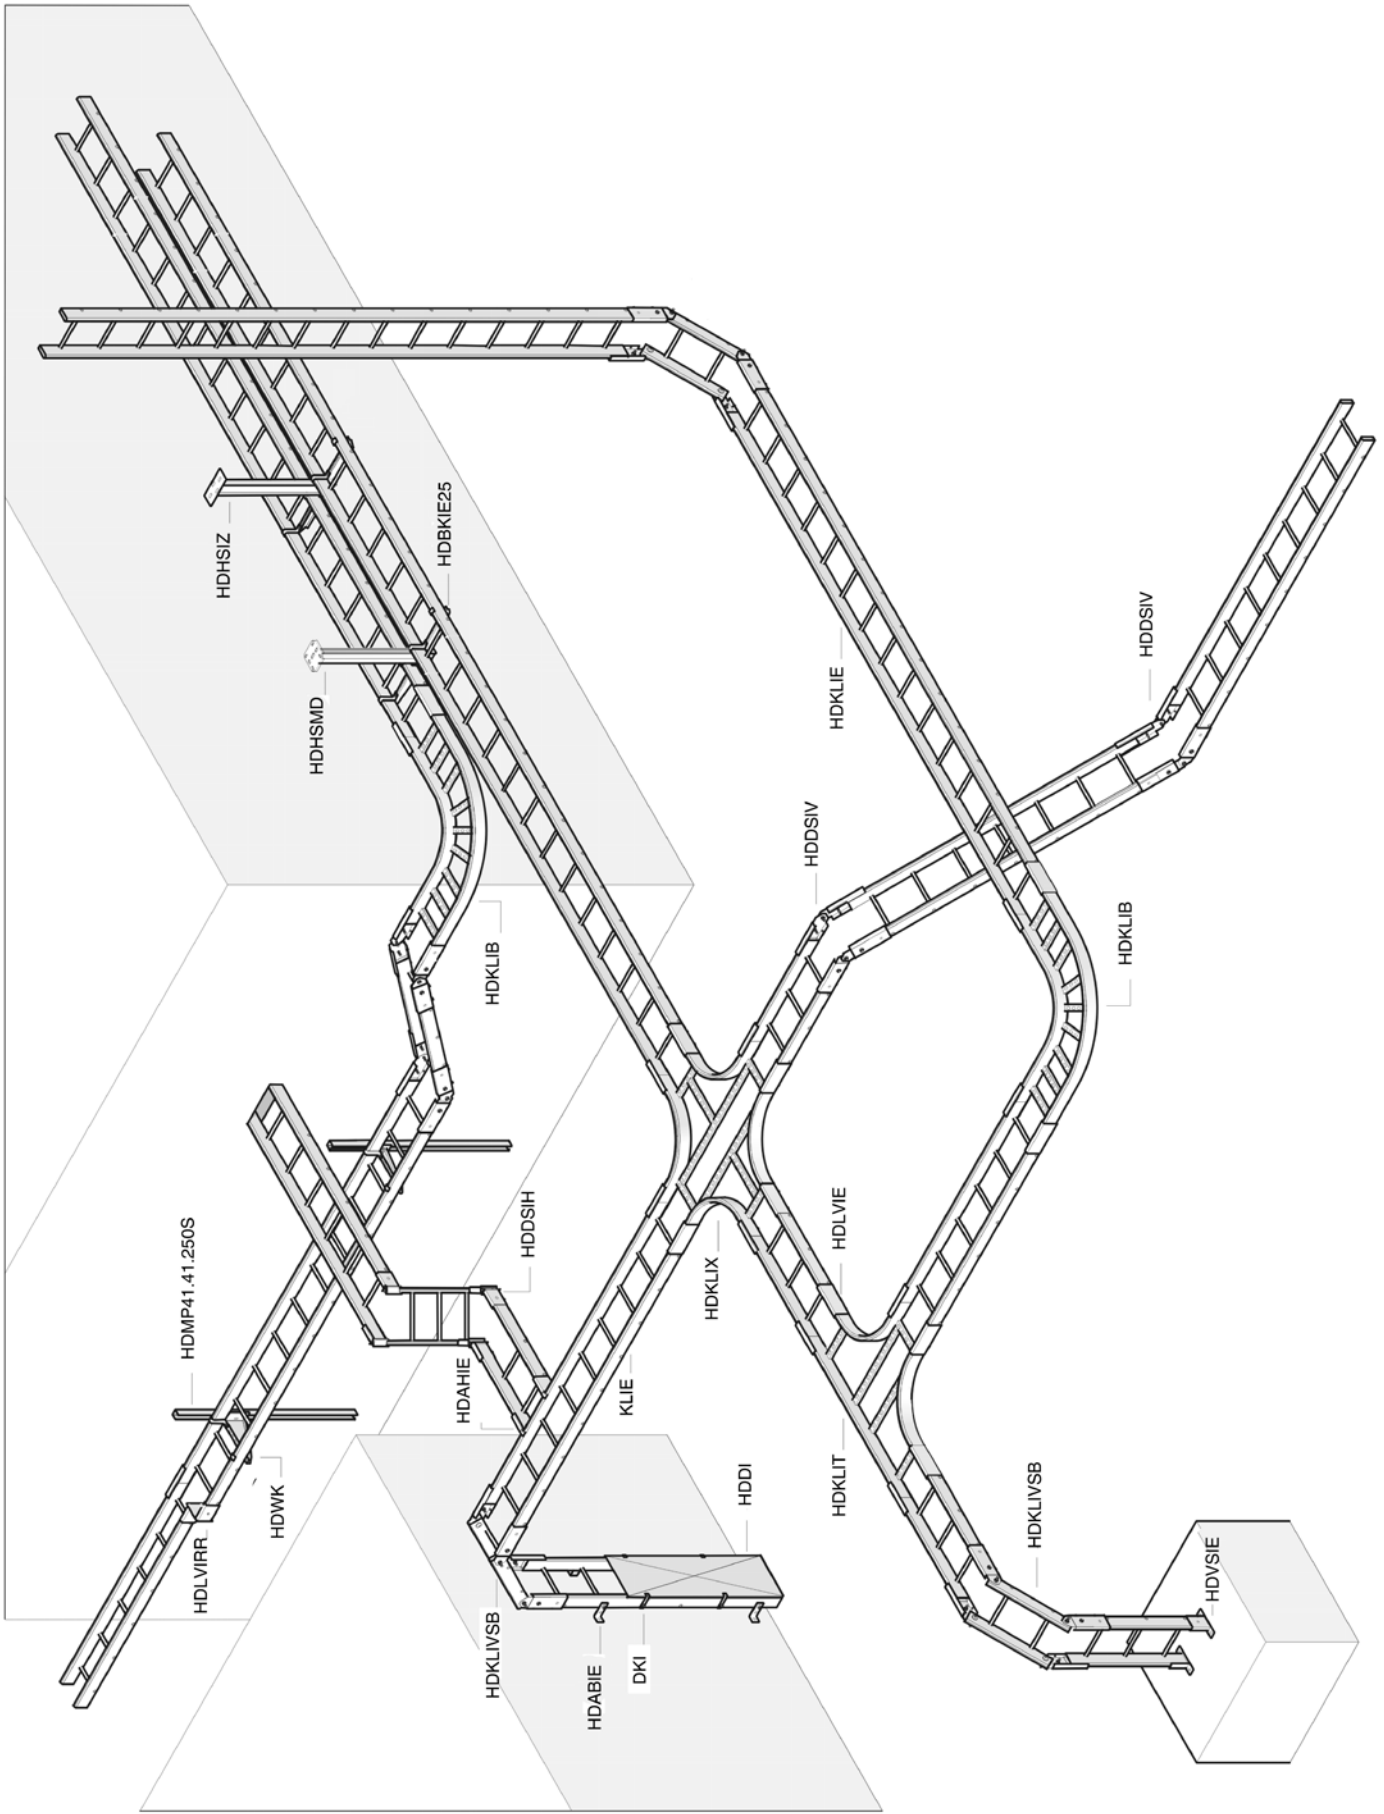 HDHSIZ
HDBKIE25
HDHSMD
HDKLIE
HDDSIV
HDDSIV
HDKLIB
HDKLIB
HDMP41.41.250S
HDDSIH
HDLVIE
HDKLIX
HDAHIE
KLIE
HDWK
HDDI
HDKLIT
HDKLIVSB
HDLVIRR
HDVSIE
HDKLIVSB
DKI
HDABIE